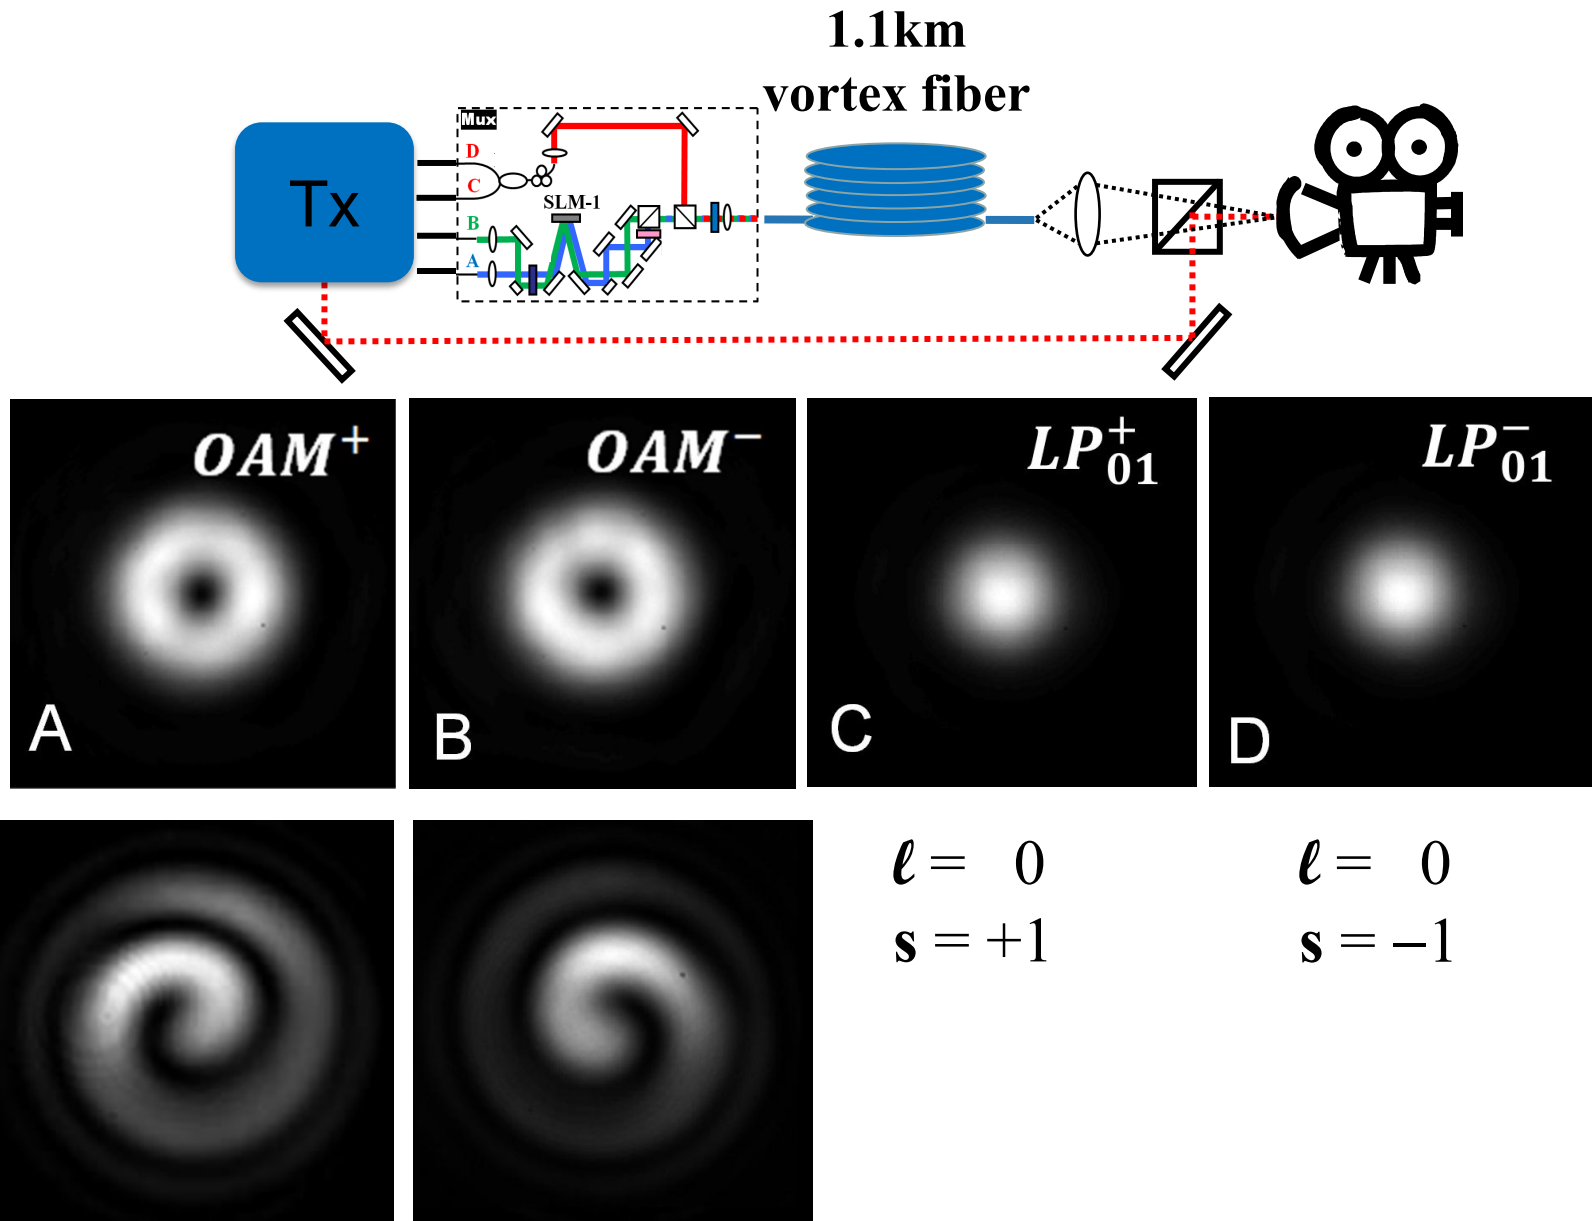 1.1km
vortex fiber
Mux
D
C
SLM-1
B
A
Tx
OAM⁺
OAM⁻
LP⁺₀₁
LP⁻₀₁
A
B
C
D
ℓ = 0
s = +1
ℓ = 0
s = –1